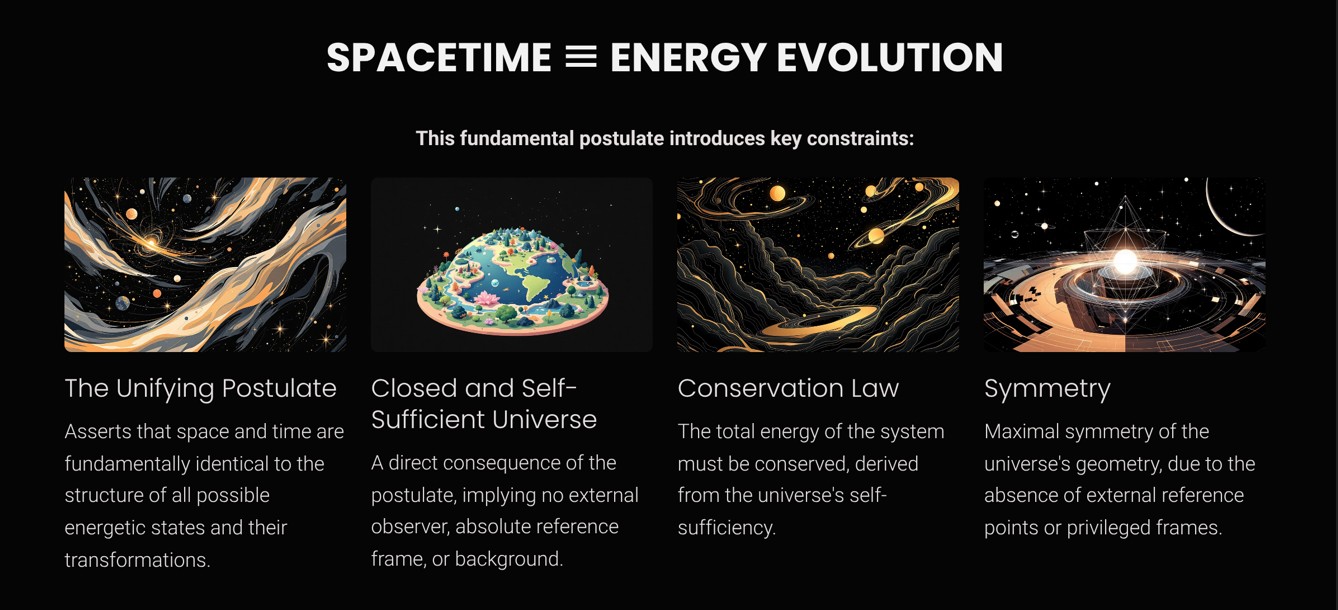 SPACETIME ≡ ENERGY EVOLUTION
This fundamental postulate introduces key constraints:
The Unifying Postulate
Asserts that space and time are
fundamentally identical to the
structure of all possible
energetic states and their
transformations.
Closed and Self-
Sufficient Universe
A direct consequence of the
postulate, implying no external
observer, absolute reference
frame, or background.
Conservation Law
The total energy of the system
must be conserved, derived
from the universe's self-
sufficiency.
Symmetry
Maximal symmetry of the
universe's geometry, due to the
absence of external reference
points or privileged frames.